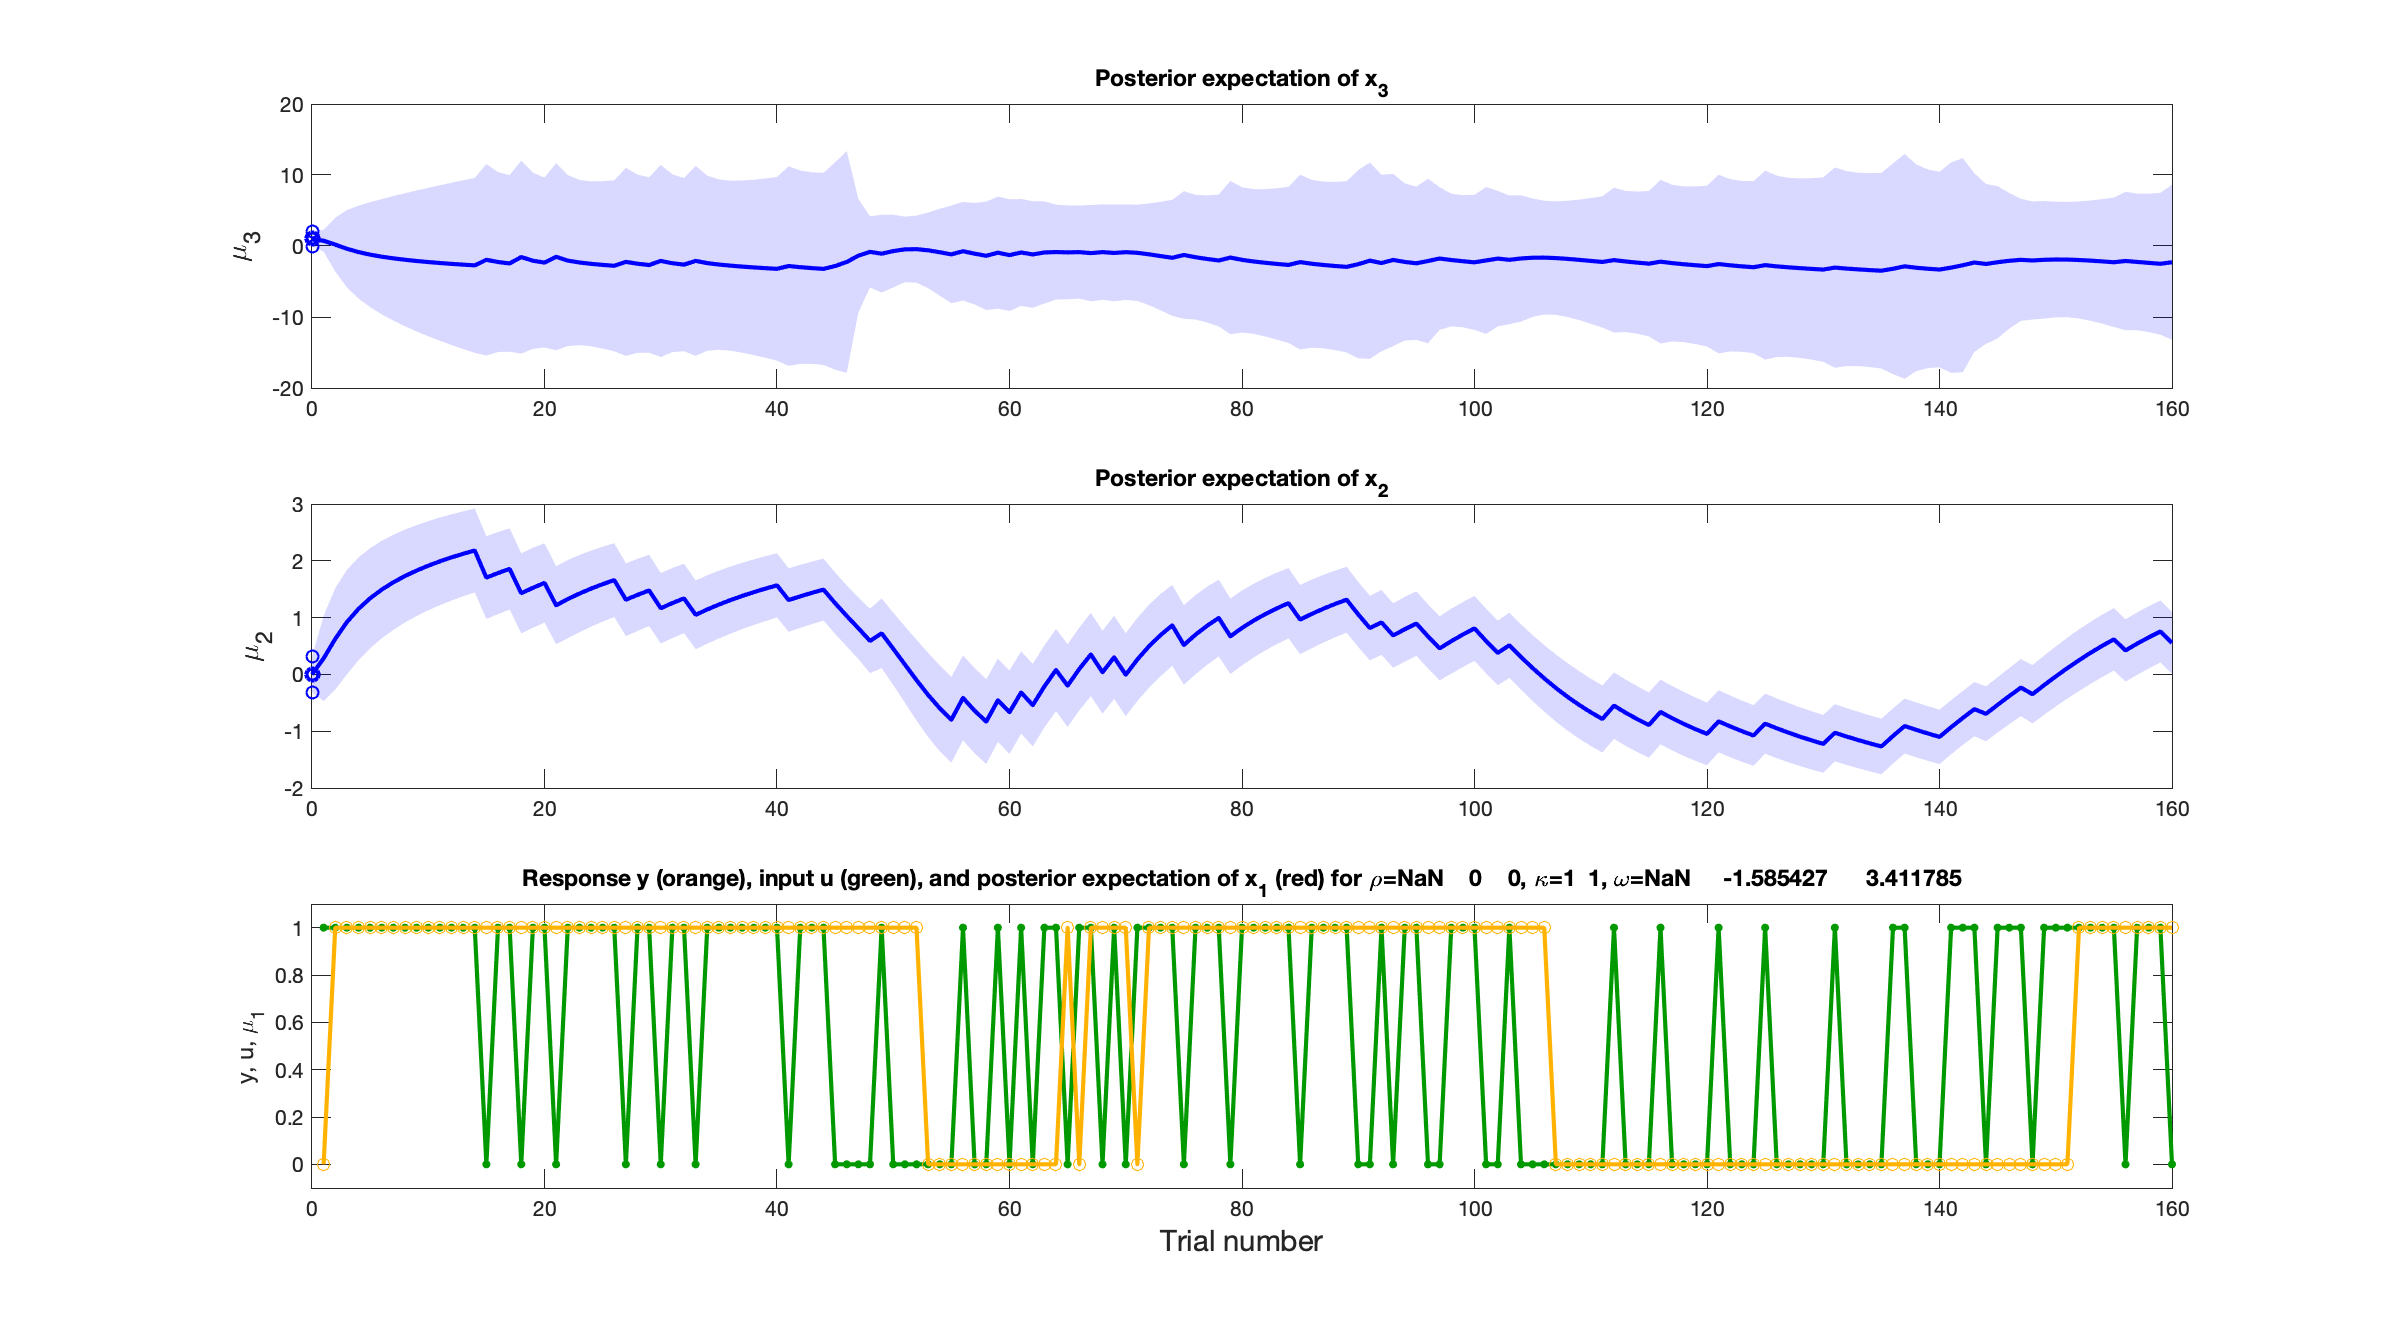 Posterior expectation of x3
20
10
0
-10
-20
μ3
0 20 40 60 80 100 120 140 160
Posterior expectation of x2
3
2
1
0
-1
-2
μ2
0 20 40 60 80 100 120 140 160
Response y (orange), input u (green), and posterior expectation of x1 (red) for ρ=NaN 0 0, κ=1 1, ω=NaN -1.585427 3.411785
1
0.8
0.6
0.4
0.2
0
y, u, μ1
0 20 40 60 80 100 120 140 160
Trial number